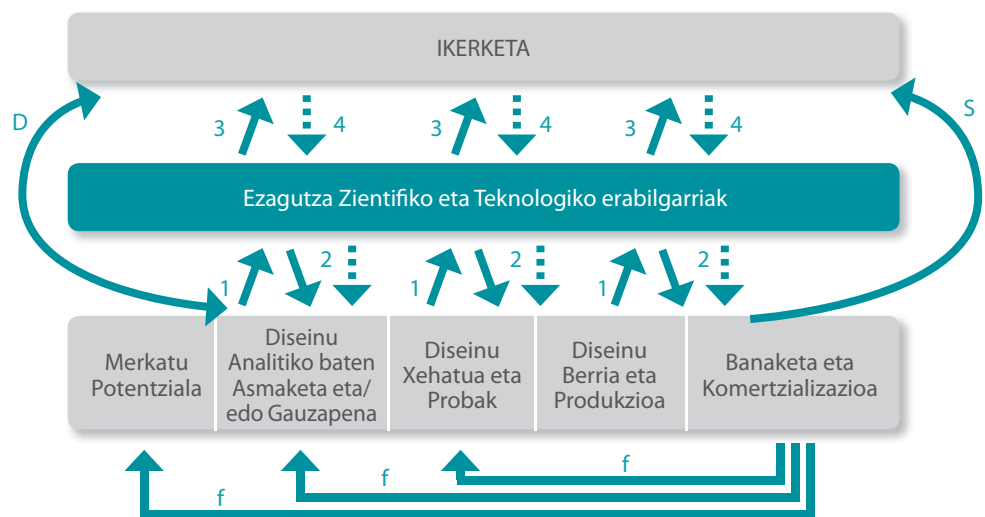 IKERKETA
D
S
3
4
3
4
3
4
Ezagutza Zientifiko eta Teknologiko erabilgarriak
1
2
1
2
1
2
Merkatu
Potentziala
Diseinu
Analitiko baten
Asmaketa eta/
edo Gauzapena
Diseinu
Xehatua eta
Probak
Diseinu
Berria eta
Produkzioa
Banaketa eta
Komertzializazioa
f
f
f